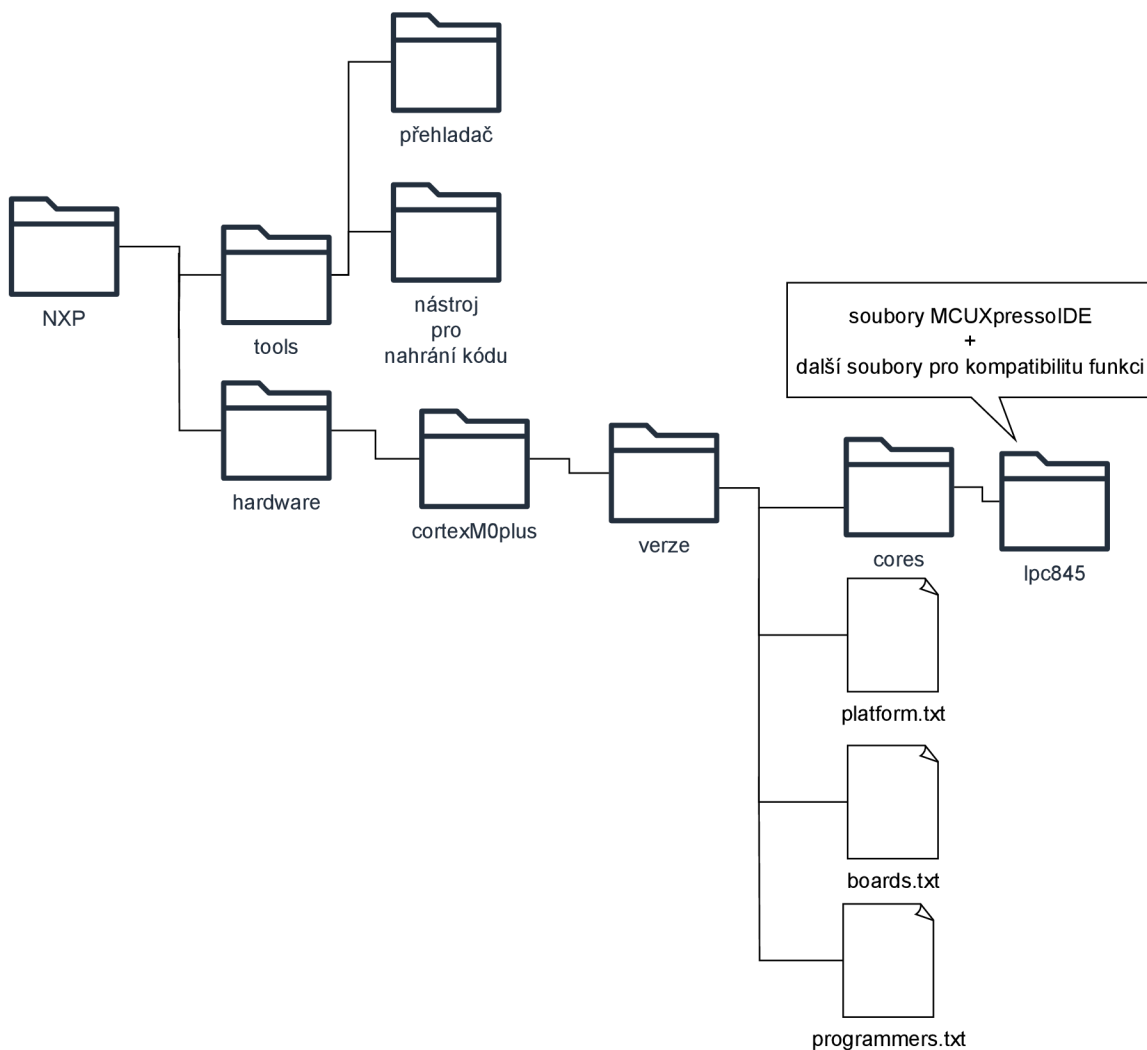 přehladač
NXP
tools
nástroj
pro
nahrání kódu
soubory MCUXpressoIDE
+
další soubory pro kompatibilitu funkci
hardware
cortexM0plus
verze
cores
lpc845
platform.txt
boards.txt
programmers.txt